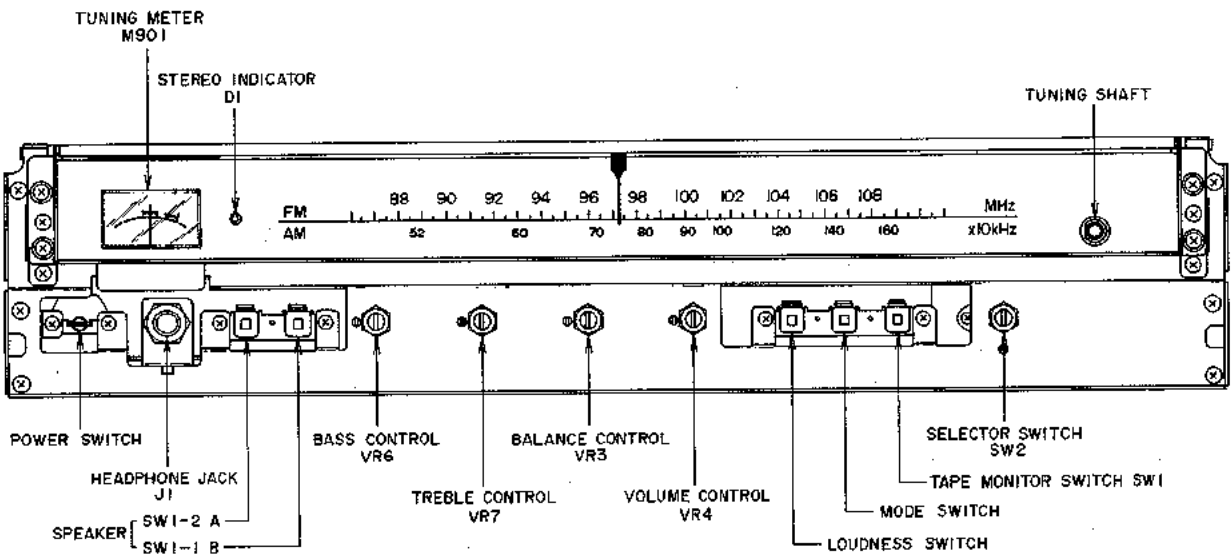 TUNING METER
M901
STEREO INDICATOR
D1
TUNING SHAFT
88 90 92 94 96 98 100 102 104 106 108
FM MHz
AM 52 60 70 80 90 100 120 140 160 x10kHz
POWER SWITCH
HEADPHONE JACK
J1
SPEAKER
SW1-2 A
SW1-1 B
BASS CONTROL
VR6
TREBLE CONTROL
VR7
BALANCE CONTROL
VR3
VOLUME CONTROL
VR4
SELECTOR SWITCH
SW2
TAPE MONITOR SWITCH SW1
MODE SWITCH
LOUDNESS SWITCH